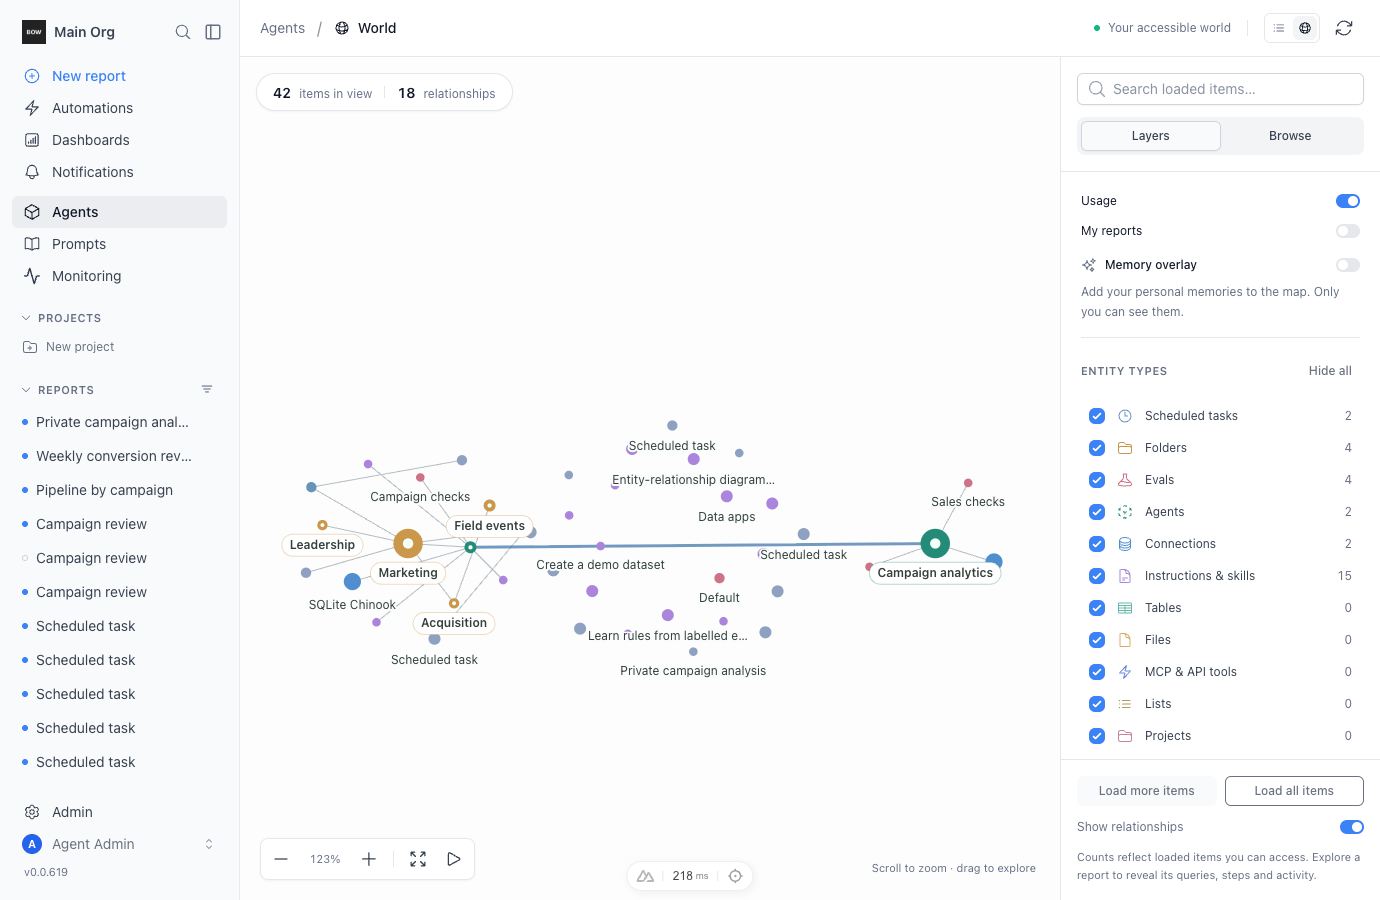 BOW
Main Org
New report
Automations
Dashboards
Notifications
Agents
Prompts
Monitoring
PROJECTS
New project
REPORTS
Private campaign anal...
Weekly conversion rev...
Pipeline by campaign
Campaign review
Campaign review
Campaign review
Scheduled task
Scheduled task
Scheduled task
Scheduled task
Scheduled task
Admin
A
Agent Admin
v0.0.619
Agents / World
Your accessible world
42 items in view
18 relationships
Scheduled task
Entity-relationship diagram...
Campaign checks
Sales checks
Data apps
Field events
Leadership
Scheduled task
Create a demo dataset
Marketing
Campaign analytics
SQLite Chinook
Default
Acquisition
Learn rules from labelled e...
Scheduled task
Private campaign analysis
123%
218 ms
Scroll to zoom · drag to explore
Search loaded items...
Layers
Browse
Usage
My reports
Memory overlay
Add your personal memories to the map. Only
you can see them.
ENTITY TYPES
Hide all
Scheduled tasks 2
Folders 4
Evals 4
Agents 2
Connections 2
Instructions & skills 15
Tables 0
Files 0
MCP & API tools 0
Lists 0
Projects 0
Load more items
Load all items
Show relationships
Counts reflect loaded items you can access. Explore a
report to reveal its queries, steps and activity.